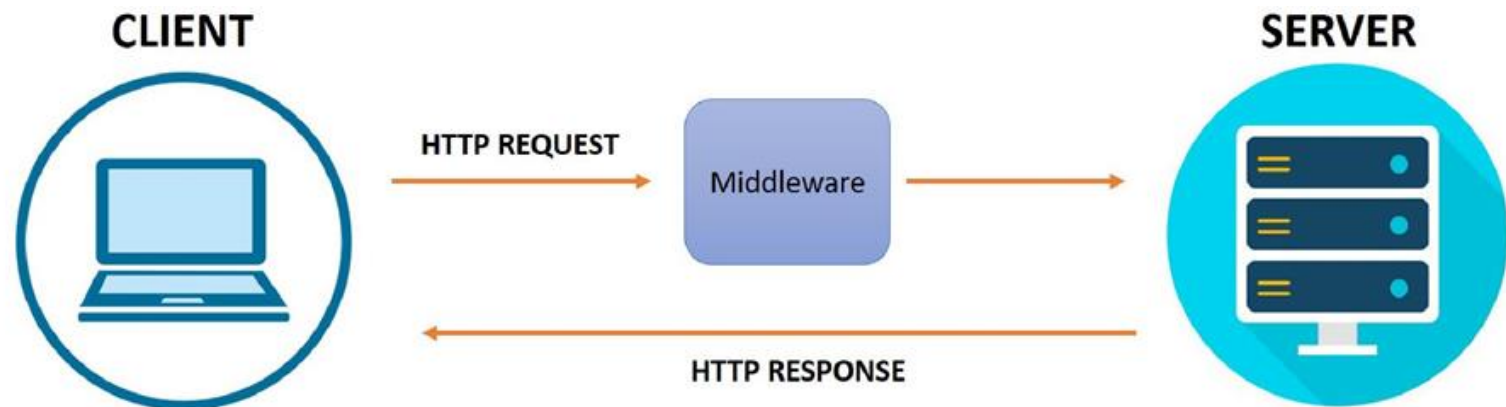 CLIENT
SERVER
HTTP REQUEST
Middleware
HTTP RESPONSE